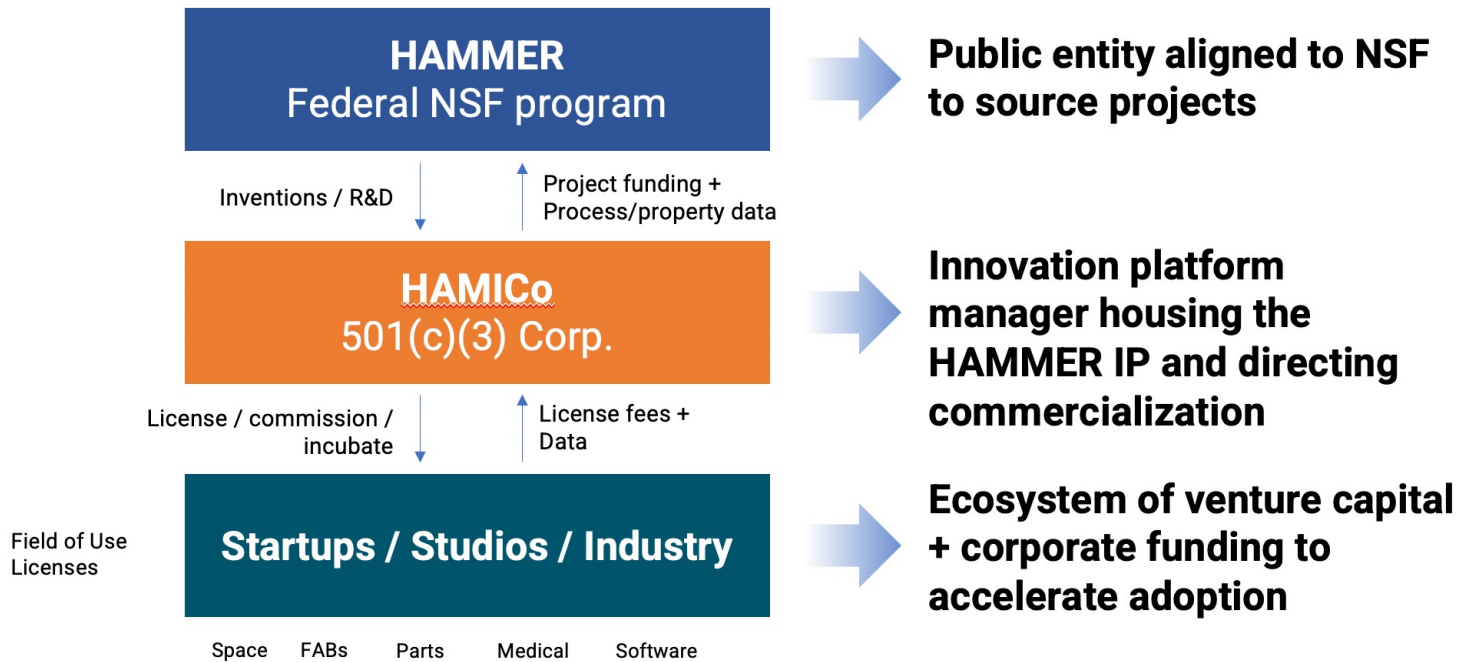 HAMMER
Federal NSF program
Public entity aligned to NSF
to source projects
Inventions / R&D
Project funding +
Process/property data
HAMICo
501(c)(3) Corp.
Innovation platform
manager housing the
HAMMER IP and directing
commercialization
License / commission /
incubate
License fees +
Data
Field of Use
Licenses
Startups / Studios / Industry
Ecosystem of venture capital
+ corporate funding to
accelerate adoption
Space FABs Parts Medical Software